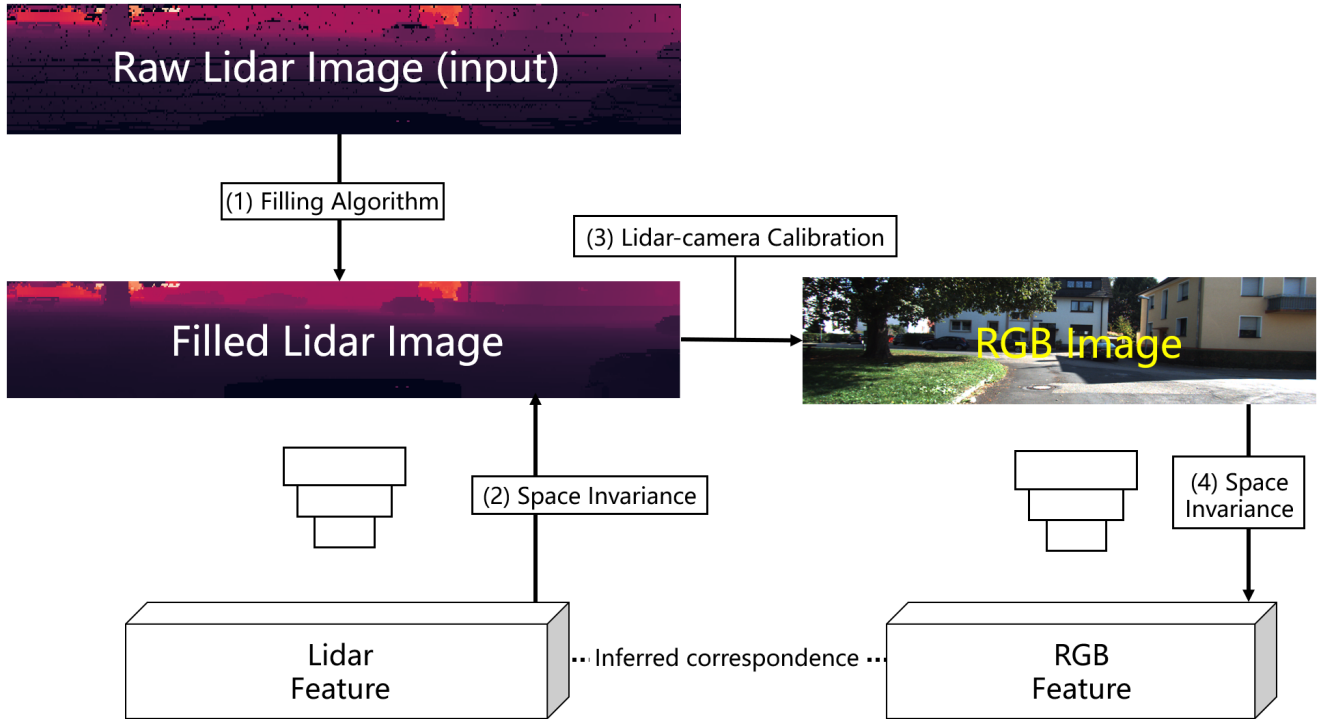 Raw Lidar Image (input)
(1) Filling Algorithm
(3) Lidar-camera Calibration
Filled Lidar Image
RGB Image
(2) Space Invariance
(4) Space
Invariance
Lidar
Feature
Inferred correspondence
RGB
Feature